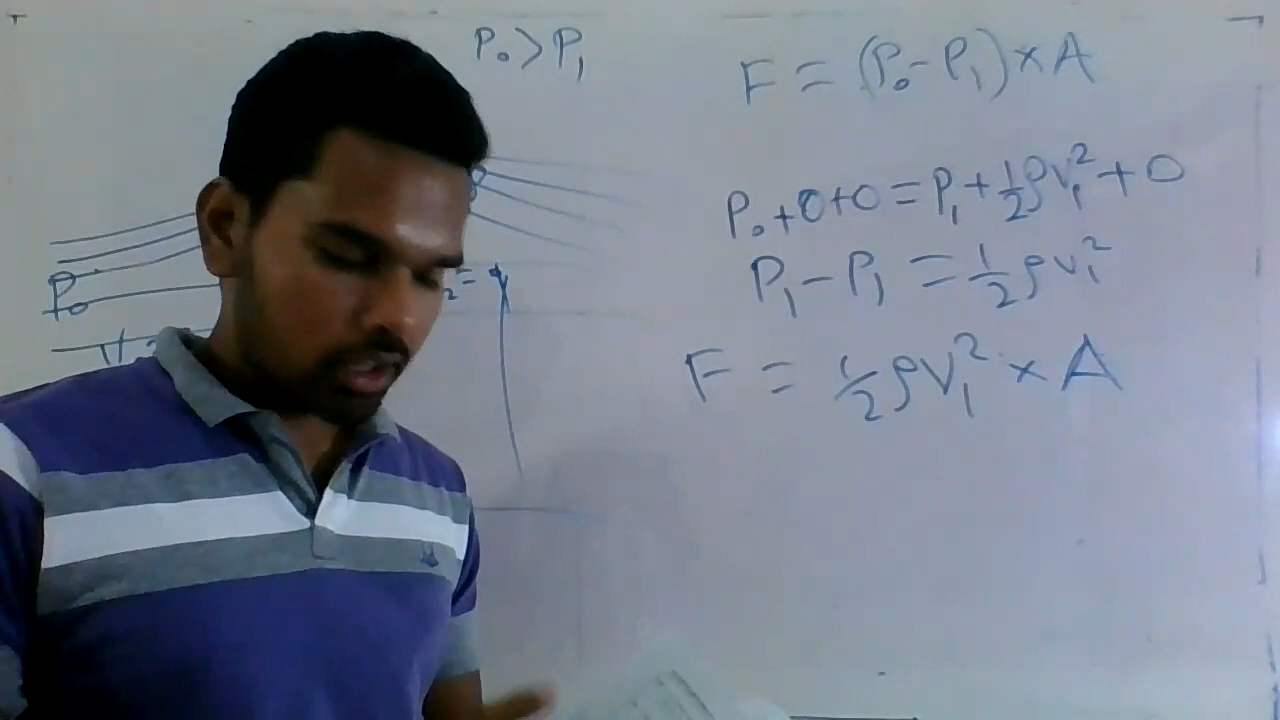 P₀ > P₁
F = (P₀ - P₁) × A
P₀ + 0 + 0 = P₁ + ½ρv₁² + 0
P₁ - P₁ = ½ρv₁²
F = ½ρv₁² × A
P₀